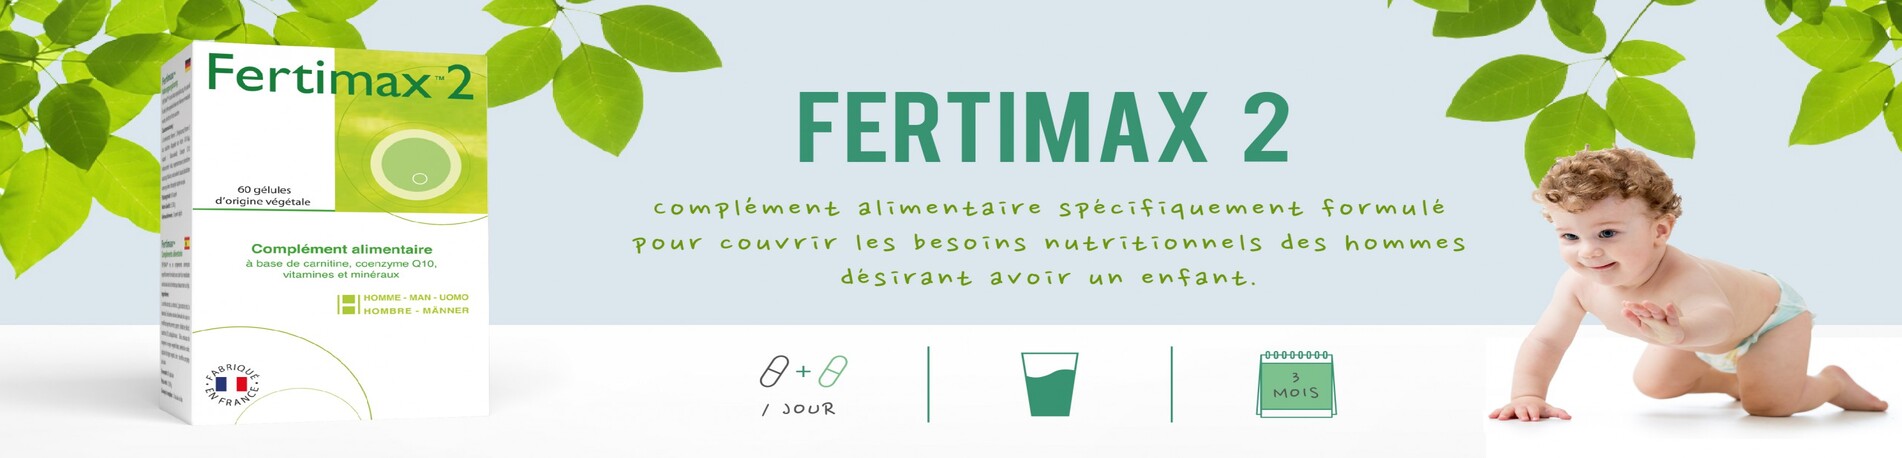 Fertimax™2
60 gélules
d'origine végétale
Complément alimentaire
à base de carnitine, coenzyme Q10,
vitamines et minéraux
H HOMME - MAN - UOMO
HOMBRE - MÄNNER
FABRIQUÉ
EN FRANCE
FERTIMAX 2
complément alimentaire spécifiquement formulé
pour couvrir les besoins nutritionnels des hommes
désirant avoir un enfant.
+
/ JOUR
3
MOIS